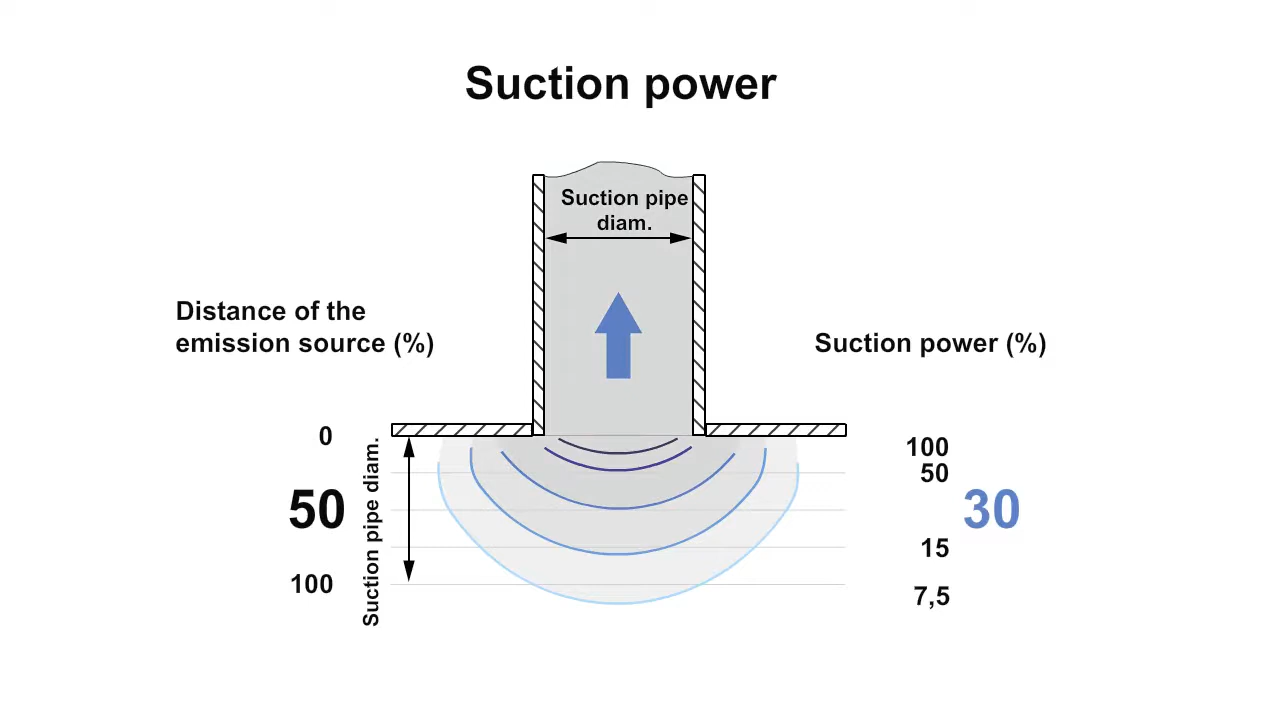 Suction power
Suction pipe
diam.
Distance of the
emission source (%)
Suction power (%)
0
50
100
Suction pipe diam.
100
50
30
15
7,5